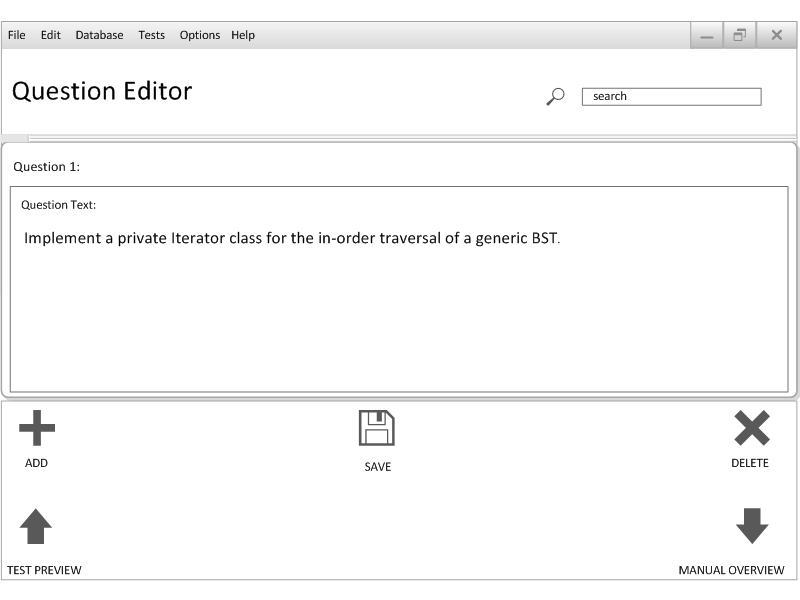 File Edit Database Tests Options Help
Question Editor
search
Question 1:
Question Text:
Implement a private Iterator class for the in-order traversal of a generic BST.
ADD
SAVE
DELETE
TEST PREVIEW
MANUAL OVERVIEW